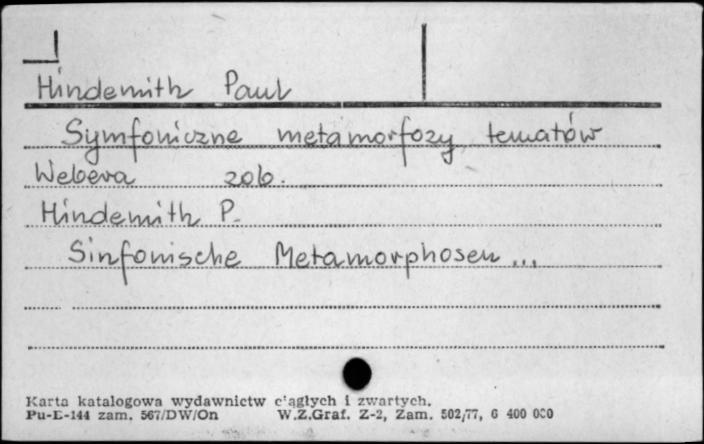 Hindemith Paul
Symfoniczne metamorfozy tematów
Webera zob.
Hindemith P.
Sinfonische Metamorphosen ...
Karta katalogowa wydawnictw ciągłych i zwartych.
Pu-E-144 zam. 567/DW/On W.Z.Graf. Z-2, Zam. 502/77, 6 400 000